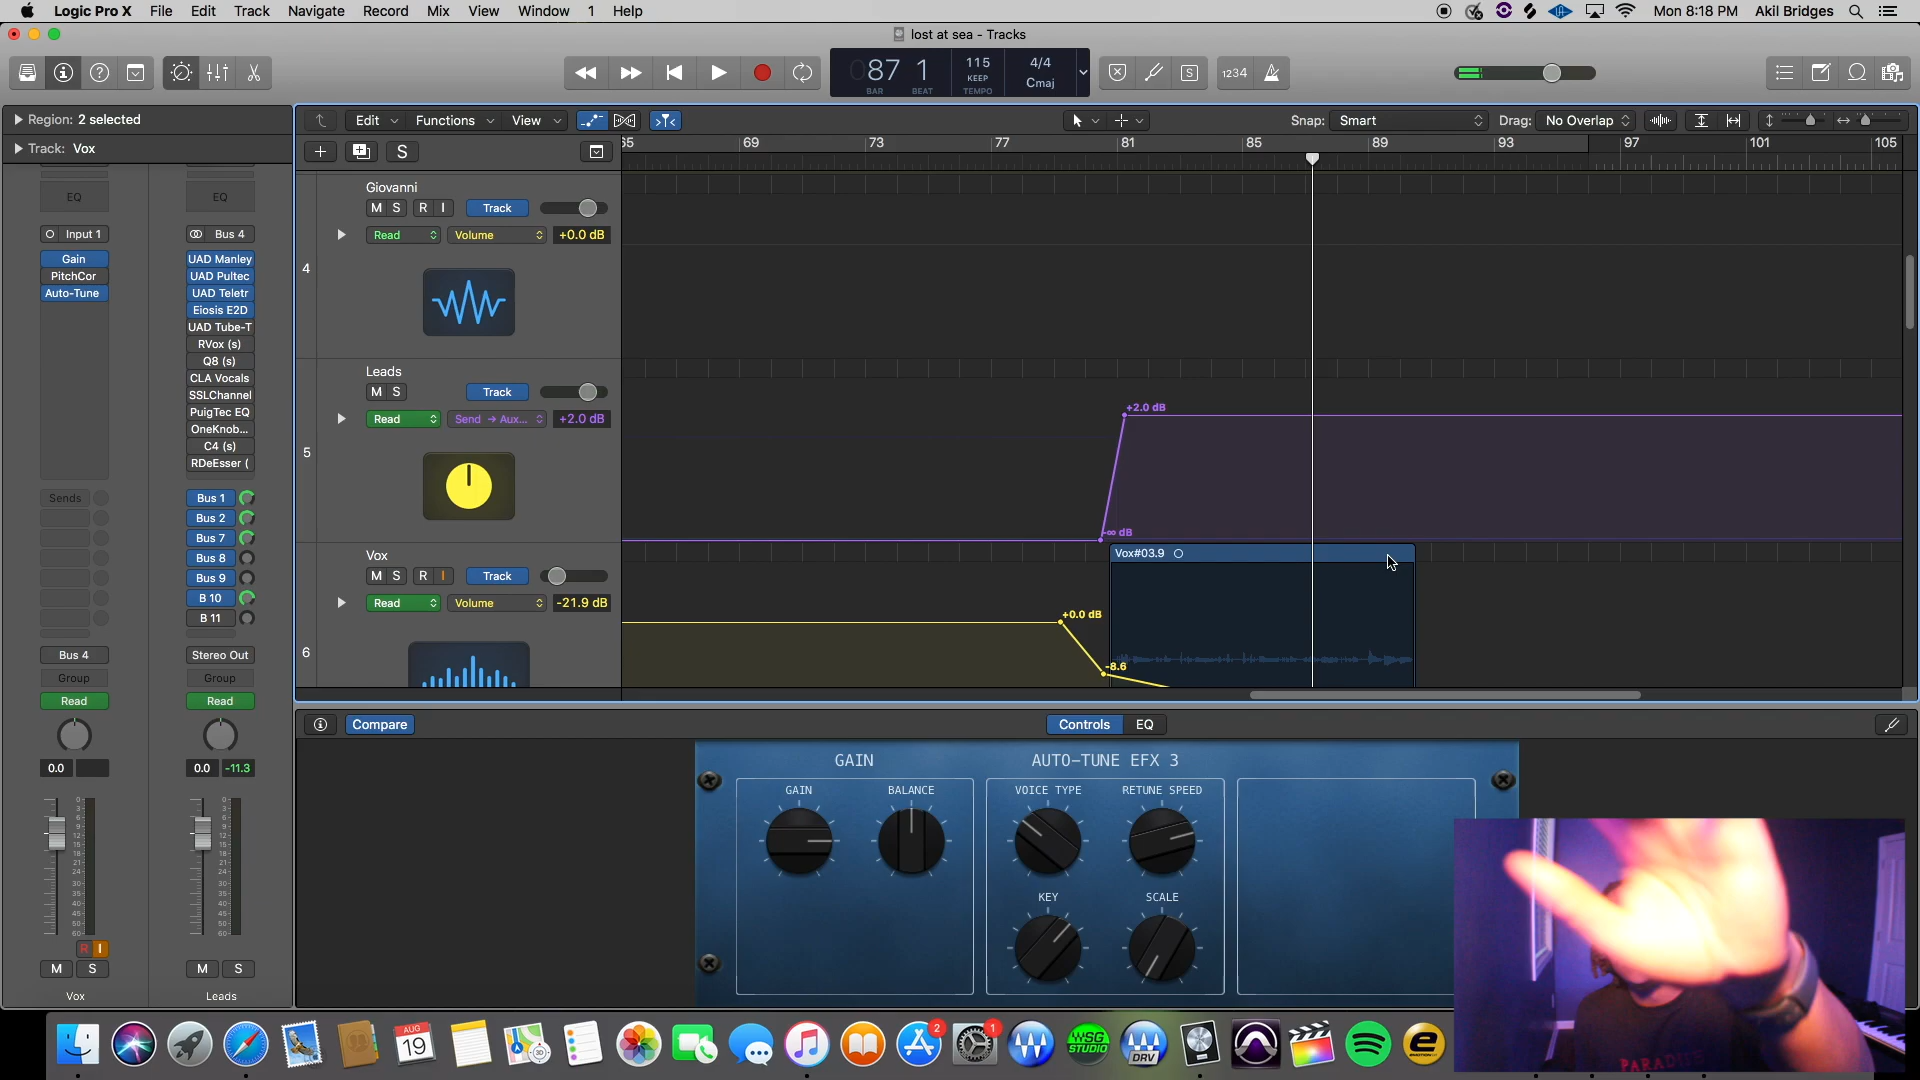 Logic Pro X File Edit Track Navigate Record Mix View Window 1 Help
Mon 8:18 PM Akil Bridges
lost at sea - Tracks
087 1
BAR BEAT
115
KEEP
TEMPO
4/4
Cmaj
S
1234
Region: 2 selected
Track: Vox
Edit Functions View
Snap: Smart
Drag: No Overlap
S
65 69 73 77 81 85 89 93 97 101 105
EQ
EQ
Input 1
Bus 4
Gain
PitchCor
Auto-Tune
UAD Manley
UAD Pultec
UAD Teletr
Eiosis E2D
UAD Tube-T
RVox (s)
Q8 (s)
CLA Vocals
SSLChannel
PuigTec EQ
OneKnob...
C4 (s)
RDeEsser (
Sends
Bus 1
Bus 2
Bus 7
Bus 8
Bus 9
B 10
B 11
Bus 4
Stereo Out
Group
Group
Read
Read
0.0
0.0 -11.3
R I
M S
M S
Vox
Leads
4
Giovanni
M S R I Track
Read Volume +0.0 dB
5
Leads
M S Track
Read Send → Aux... +2.0 dB
6
Vox
M S R I Track
Read Volume -21.9 dB
+2.0 dB
-∞ dB
Vox#03.9
+0.0 dB
-8.6
Compare
Controls EQ
GAIN
GAIN BALANCE
AUTO-TUNE EFX 3
VOICE TYPE RETUNE SPEED
KEY SCALE
AUG
19
3D
2
1
WSG
STUDIO
DRV